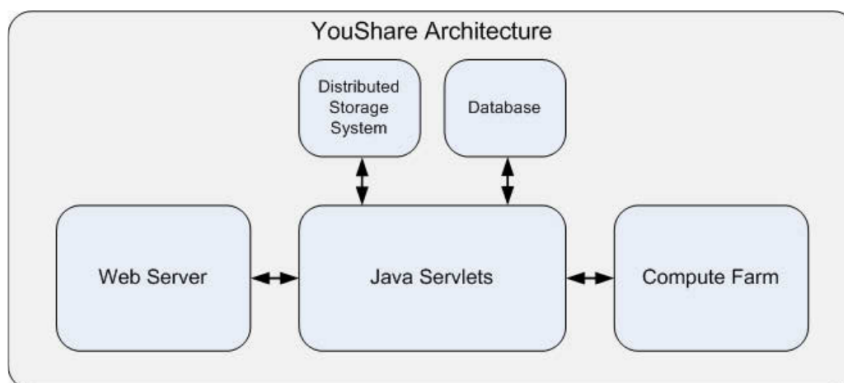 YouShare Architecture
Distributed
Storage
System
Database
Web Server
Java Servlets
Compute Farm